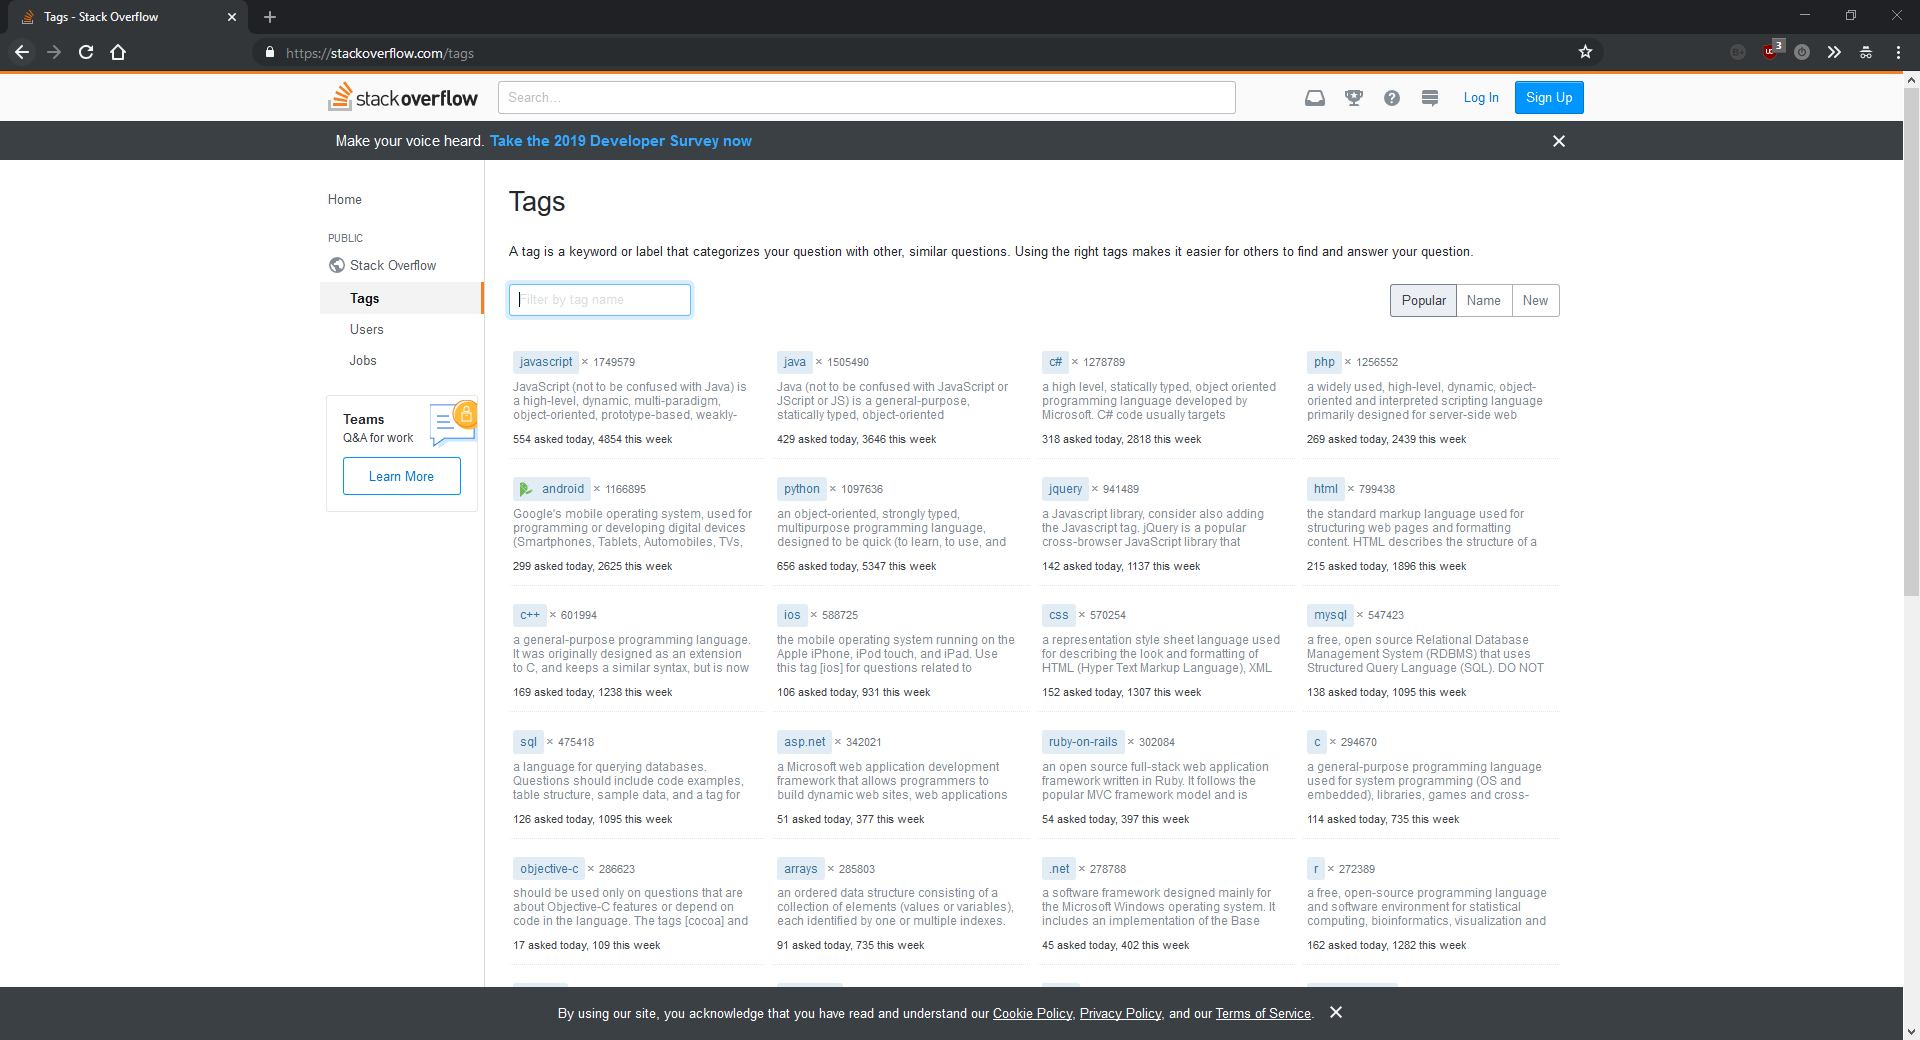 Tags - Stack Overflow
https://stackoverflow.com/tags
3
stackoverflow
Search…
Log In
Sign Up
Make your voice heard. Take the 2019 Developer Survey now
Home
PUBLIC
Stack Overflow
Tags
Users
Jobs
Teams
Q&A for work
Learn More
Tags
A tag is a keyword or label that categorizes your question with other, similar questions. Using the right tags makes it easier for others to find and answer your question.
Filter by tag name
Popular Name New
javascript × 1749579
JavaScript (not to be confused with Java) is
a high-level, dynamic, multi-paradigm,
object-oriented, prototype-based, weakly-
554 asked today, 4854 this week
java × 1505490
Java (not to be confused with JavaScript or
JScript or JS) is a general-purpose,
statically typed, object-oriented
429 asked today, 3646 this week
c# × 1278789
a high level, statically typed, object oriented
programming language developed by
Microsoft. C# code usually targets
318 asked today, 2818 this week
php × 1256552
a widely used, high-level, dynamic, object-
oriented and interpreted scripting language
primarily designed for server-side web
269 asked today, 2439 this week
android × 1166895
Google's mobile operating system, used for
programming or developing digital devices
(Smartphones, Tablets, Automobiles, TVs,
299 asked today, 2625 this week
python × 1097636
an object-oriented, strongly typed,
multipurpose programming language,
designed to be quick (to learn, to use, and
656 asked today, 5347 this week
jquery × 941489
a Javascript library, consider also adding
the Javascript tag. jQuery is a popular
cross-browser JavaScript library that
142 asked today, 1137 this week
html × 799438
the standard markup language used for
structuring web pages and formatting
content. HTML describes the structure of a
215 asked today, 1896 this week
c++ × 601994
a general-purpose programming language.
It was originally designed as an extension
to C, and keeps a similar syntax, but is now
169 asked today, 1238 this week
ios × 588725
the mobile operating system running on the
Apple iPhone, iPod touch, and iPad. Use
this tag [ios] for questions related to
106 asked today, 931 this week
css × 570254
a representation style sheet language used
for describing the look and formatting of
HTML (Hyper Text Markup Language), XML
152 asked today, 1307 this week
mysql × 547423
a free, open source Relational Database
Management System (RDBMS) that uses
Structured Query Language (SQL). DO NOT
138 asked today, 1095 this week
sql × 475418
a language for querying databases.
Questions should include code examples,
table structure, sample data, and a tag for
126 asked today, 1095 this week
asp.net × 342021
a Microsoft web application development
framework that allows programmers to
build dynamic web sites, web applications
51 asked today, 377 this week
ruby-on-rails × 302084
an open source full-stack web application
framework written in Ruby. It follows the
popular MVC framework model and is
54 asked today, 397 this week
c × 294670
a general-purpose programming language
used for system programming (OS and
embedded), libraries, games and cross-
114 asked today, 735 this week
objective-c × 286623
should be used only on questions that are
about Objective-C features or depend on
code in the language. The tags [cocoa] and
17 asked today, 109 this week
arrays × 285803
an ordered data structure consisting of a
collection of elements (values or variables),
each identified by one or multiple indexes.
91 asked today, 735 this week
.net × 278788
a software framework designed mainly for
the Microsoft Windows operating system. It
includes an implementation of the Base
45 asked today, 402 this week
r × 272389
a free, open-source programming language
and software environment for statistical
computing, bioinformatics, visualization and
162 asked today, 1282 this week
By using our site, you acknowledge that you have read and understand our Cookie Policy, Privacy Policy, and our Terms of Service.